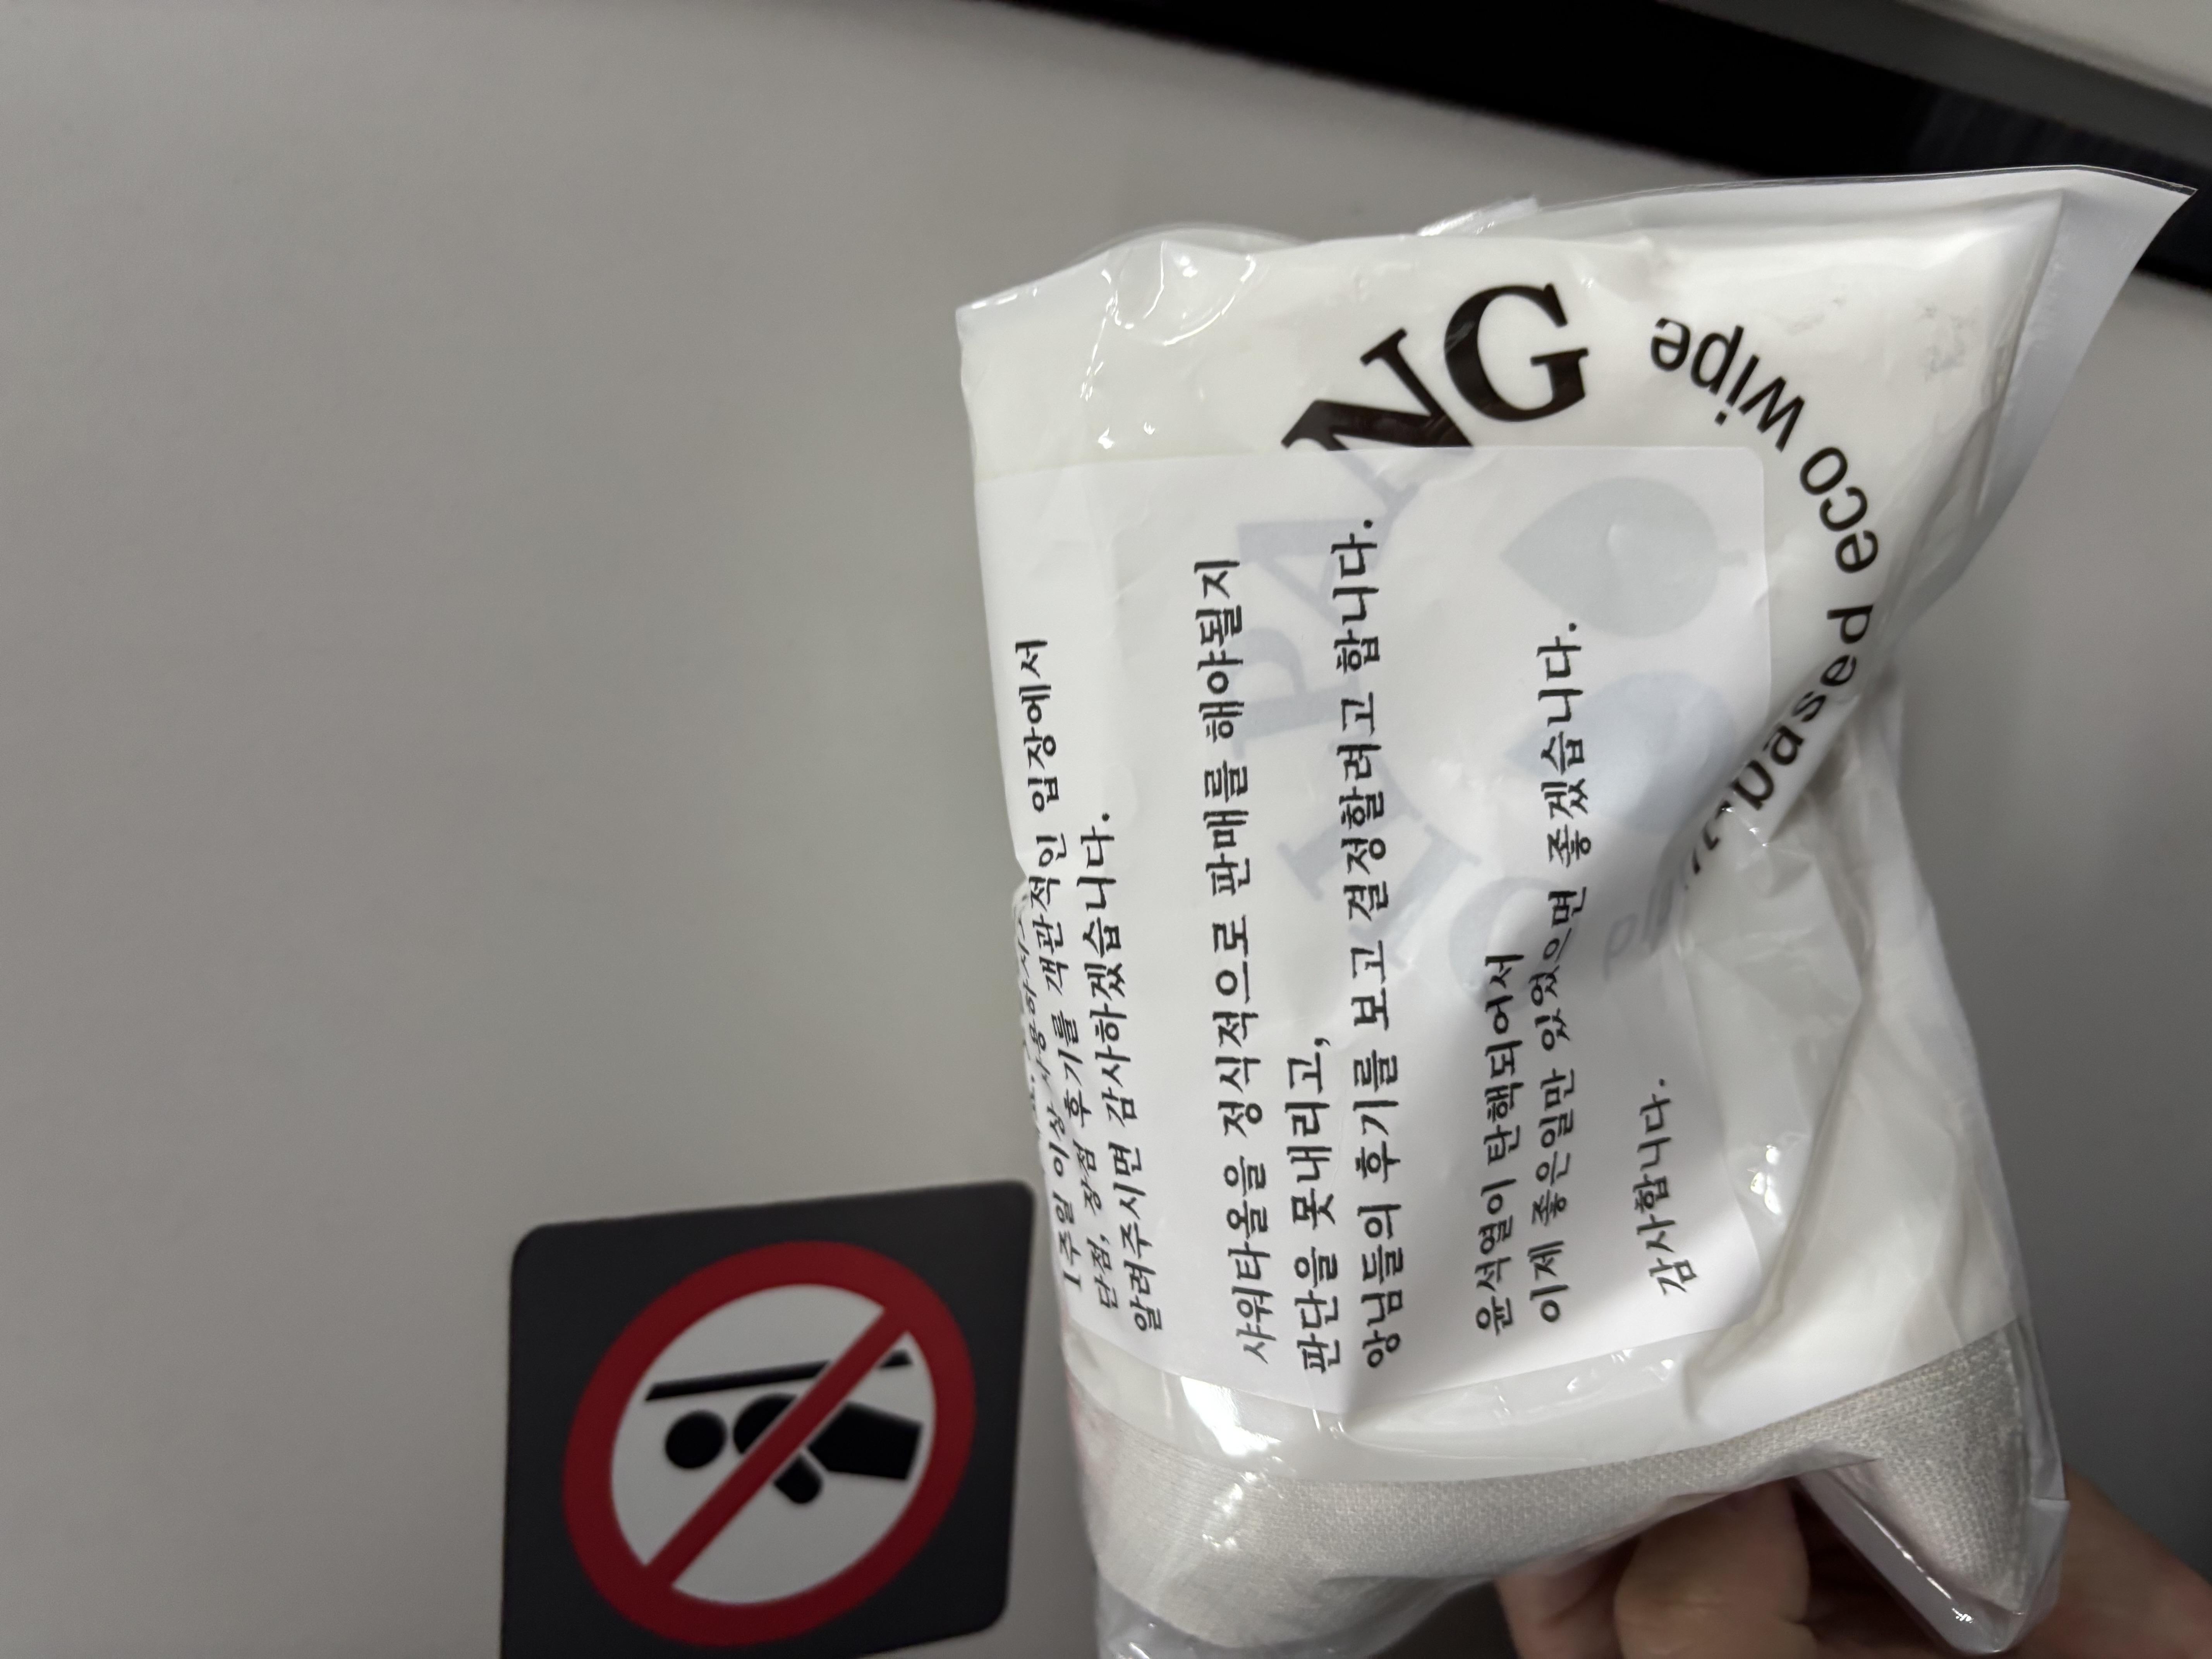 1주일 이상 사용하시고
단점, 장점 후기를 객관적인 입장에서
알려주시면 감사하겠습니다.
샤워타올을 정식적으로 판매를 해야될지
판단을 못내리고,
앙님들의 후기를 보고 결정할려고 합니다.
윤석열이 탄핵되어서
이제 좋은일만 있었으면 좋겠습니다.
감사합니다.
OLPANG
plant-based eco wipe